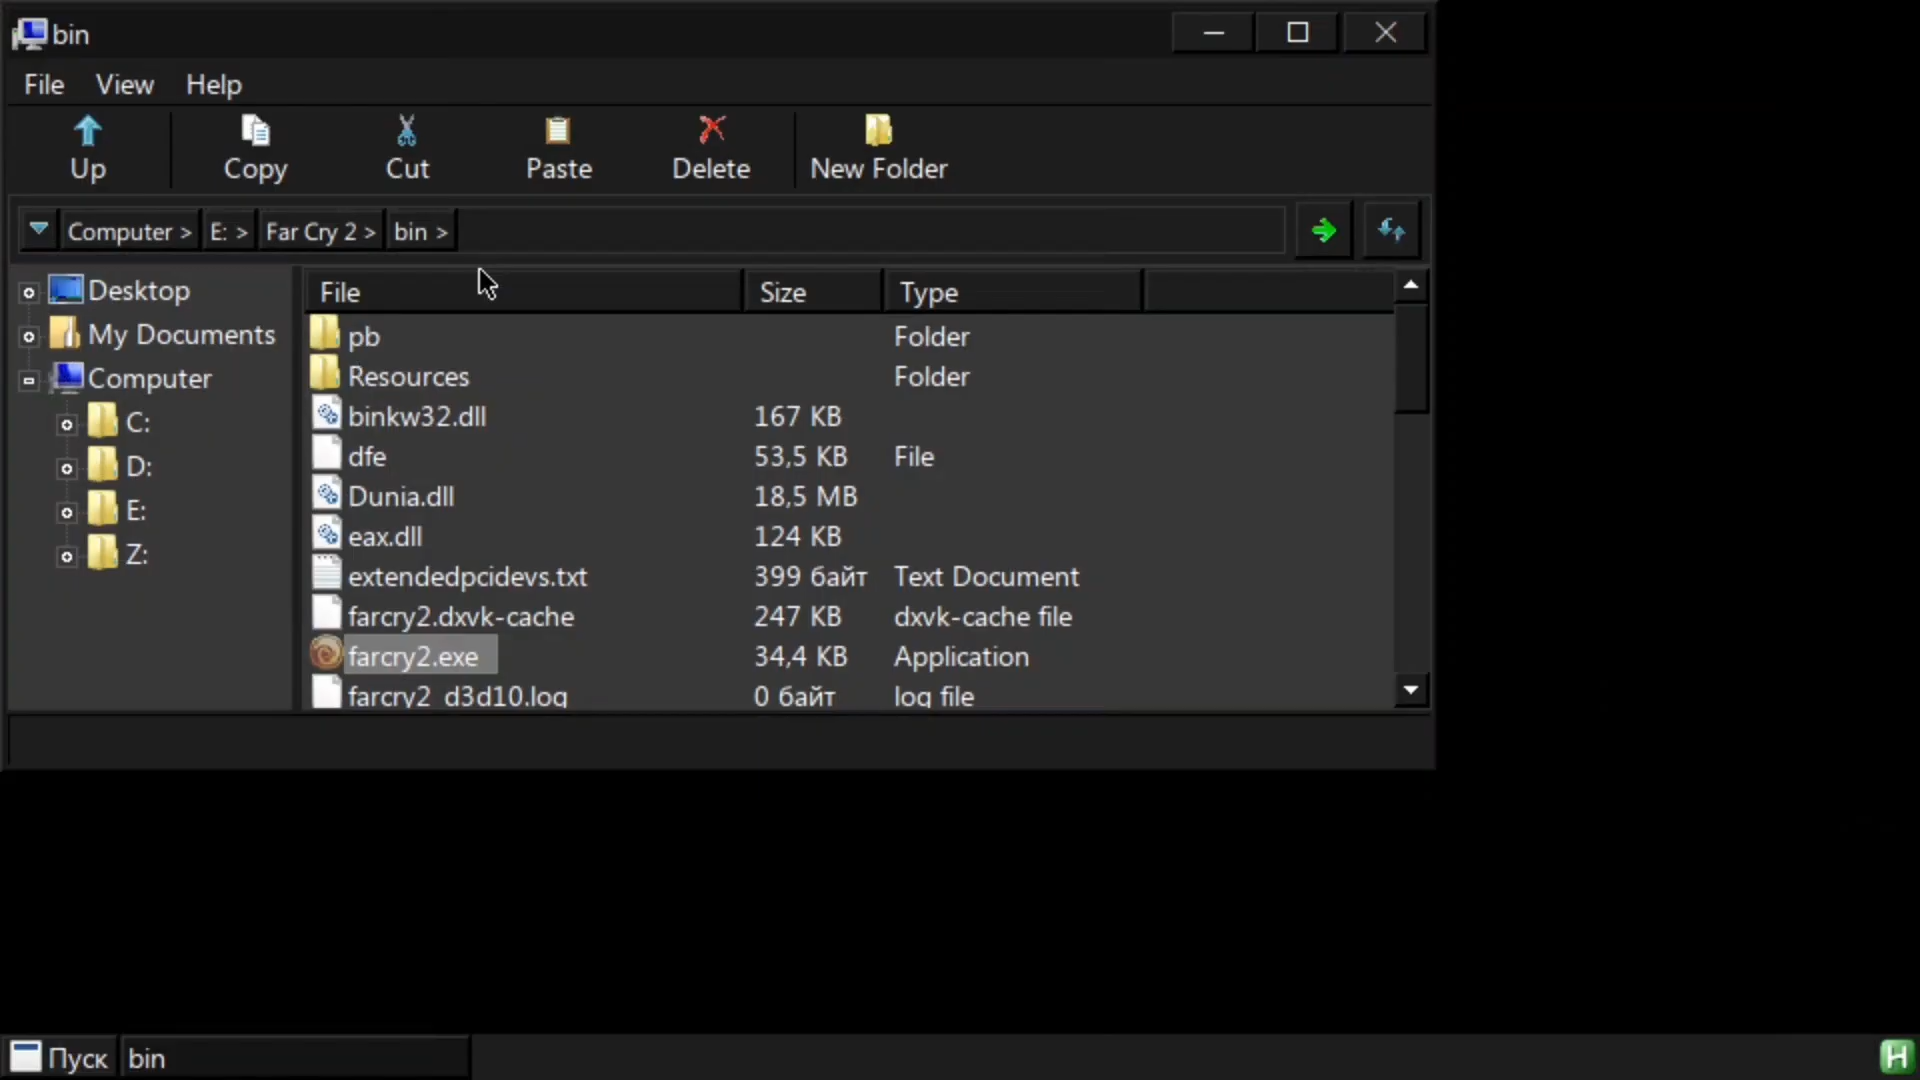 bin
File View Help
Up Copy Cut Paste Delete New Folder
Computer > E: > Far Cry 2 > bin >
Desktop
My Documents
Computer
C:
D:
E:
Z:
File Size Type
pb Folder
Resources Folder
binkw32.dll 167 KB
dfe 53,5 KB File
Dunia.dll 18,5 MB
eax.dll 124 KB
extendedpcidevs.txt 399 байт Text Document
farcry2.dxvk-cache 247 KB dxvk-cache file
farcry2.exe 34,4 KB Application
farcry2_d3d10.log 0 байт log file
Пуск bin H